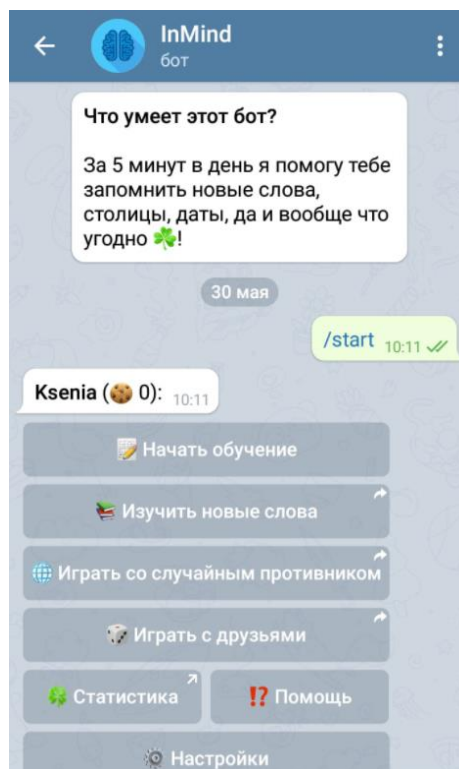 InMind
бот
Что умеет этот бот?
За 5 минут в день я помогу тебе
запомнить новые слова,
столицы, даты, да и вообще что
угодно ☘️!
30 мая
/start 10:11
Ksenia (🍪 0): 10:11
📝 Начать обучение
📚 Изучить новые слова
🌐 Играть со случайным противником
🎲 Играть с друзьями
🍀 Статистика
⁉️ Помощь
⚙️ Настройки